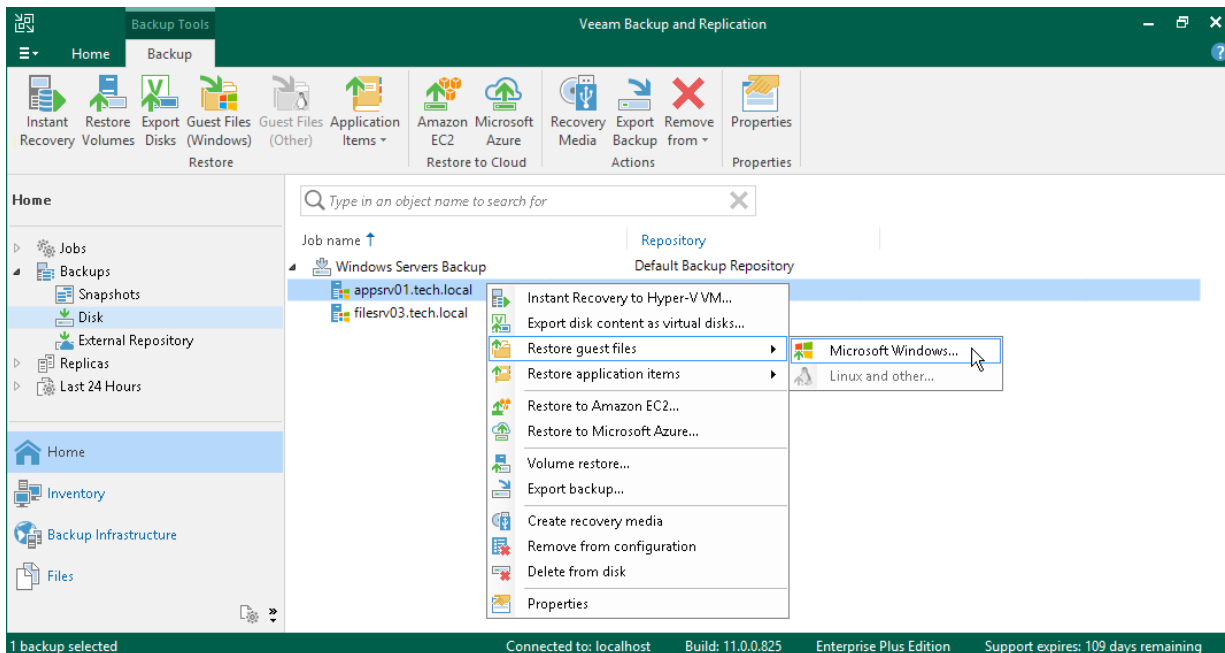 Backup Tools
Veeam Backup and Replication
Home Backup
?
Instant Recovery
Restore Volumes
Export Disks
Guest Files (Windows)
Guest Files (Other)
Application Items
Amazon EC2
Microsoft Azure
Recovery Media
Export Backup
Remove from
Properties
Restore
Restore to Cloud
Actions
Properties
Home
Type in an object name to search for
Job name
Repository
Jobs
Backups
Snapshots
Disk
External Repository
Replicas
Last 24 Hours
Windows Servers Backup
Default Backup Repository
appsrv01.tech.local
filesrv03.tech.local
Instant Recovery to Hyper-V VM...
Export disk content as virtual disks...
Restore guest files
Restore application items
Restore to Amazon EC2...
Restore to Microsoft Azure...
Volume restore...
Export backup...
Create recovery media
Remove from configuration
Delete from disk
Properties
Microsoft Windows...
Linux and other...
Home
Inventory
Backup Infrastructure
Files
1 backup selected
Connected to: localhost
Build: 11.0.0.825
Enterprise Plus Edition
Support expires: 109 days remaining